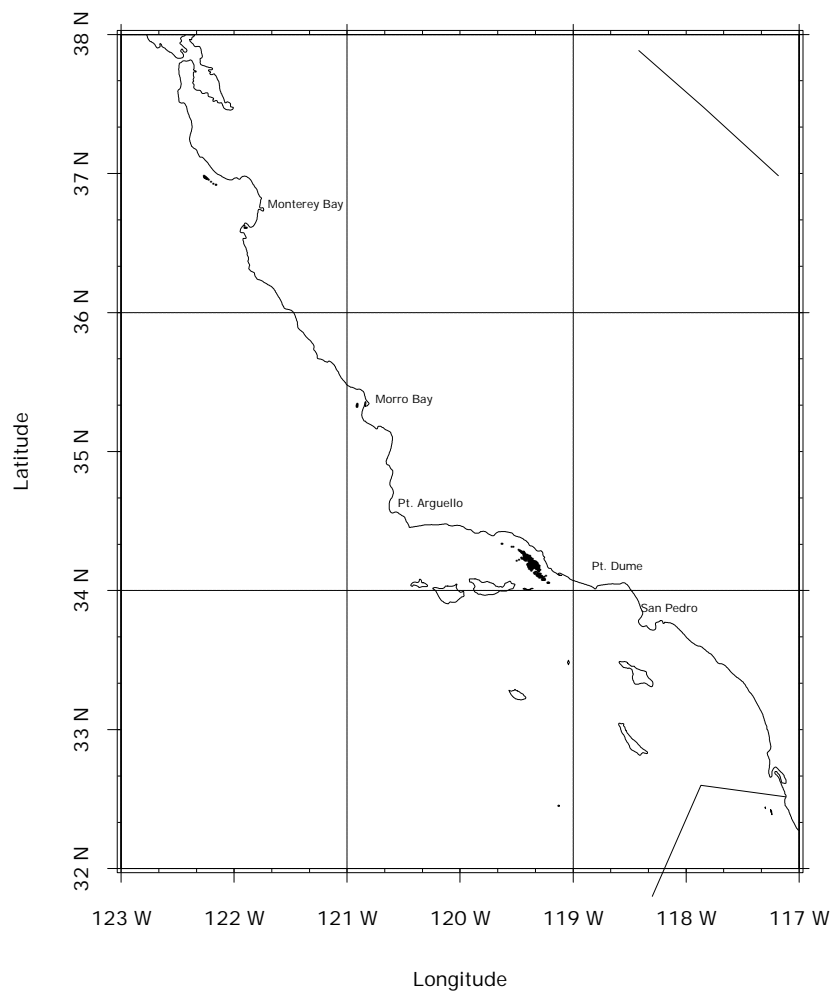 38 N
37 N
Monterey Bay
36 N
Morro Bay
Latitude
35 N
Pt. Arguello
Pt. Dume
34 N
San Pedro
33 N
32 N
123 W
122 W
121 W
120 W
119 W
118 W
117 W
Longitude